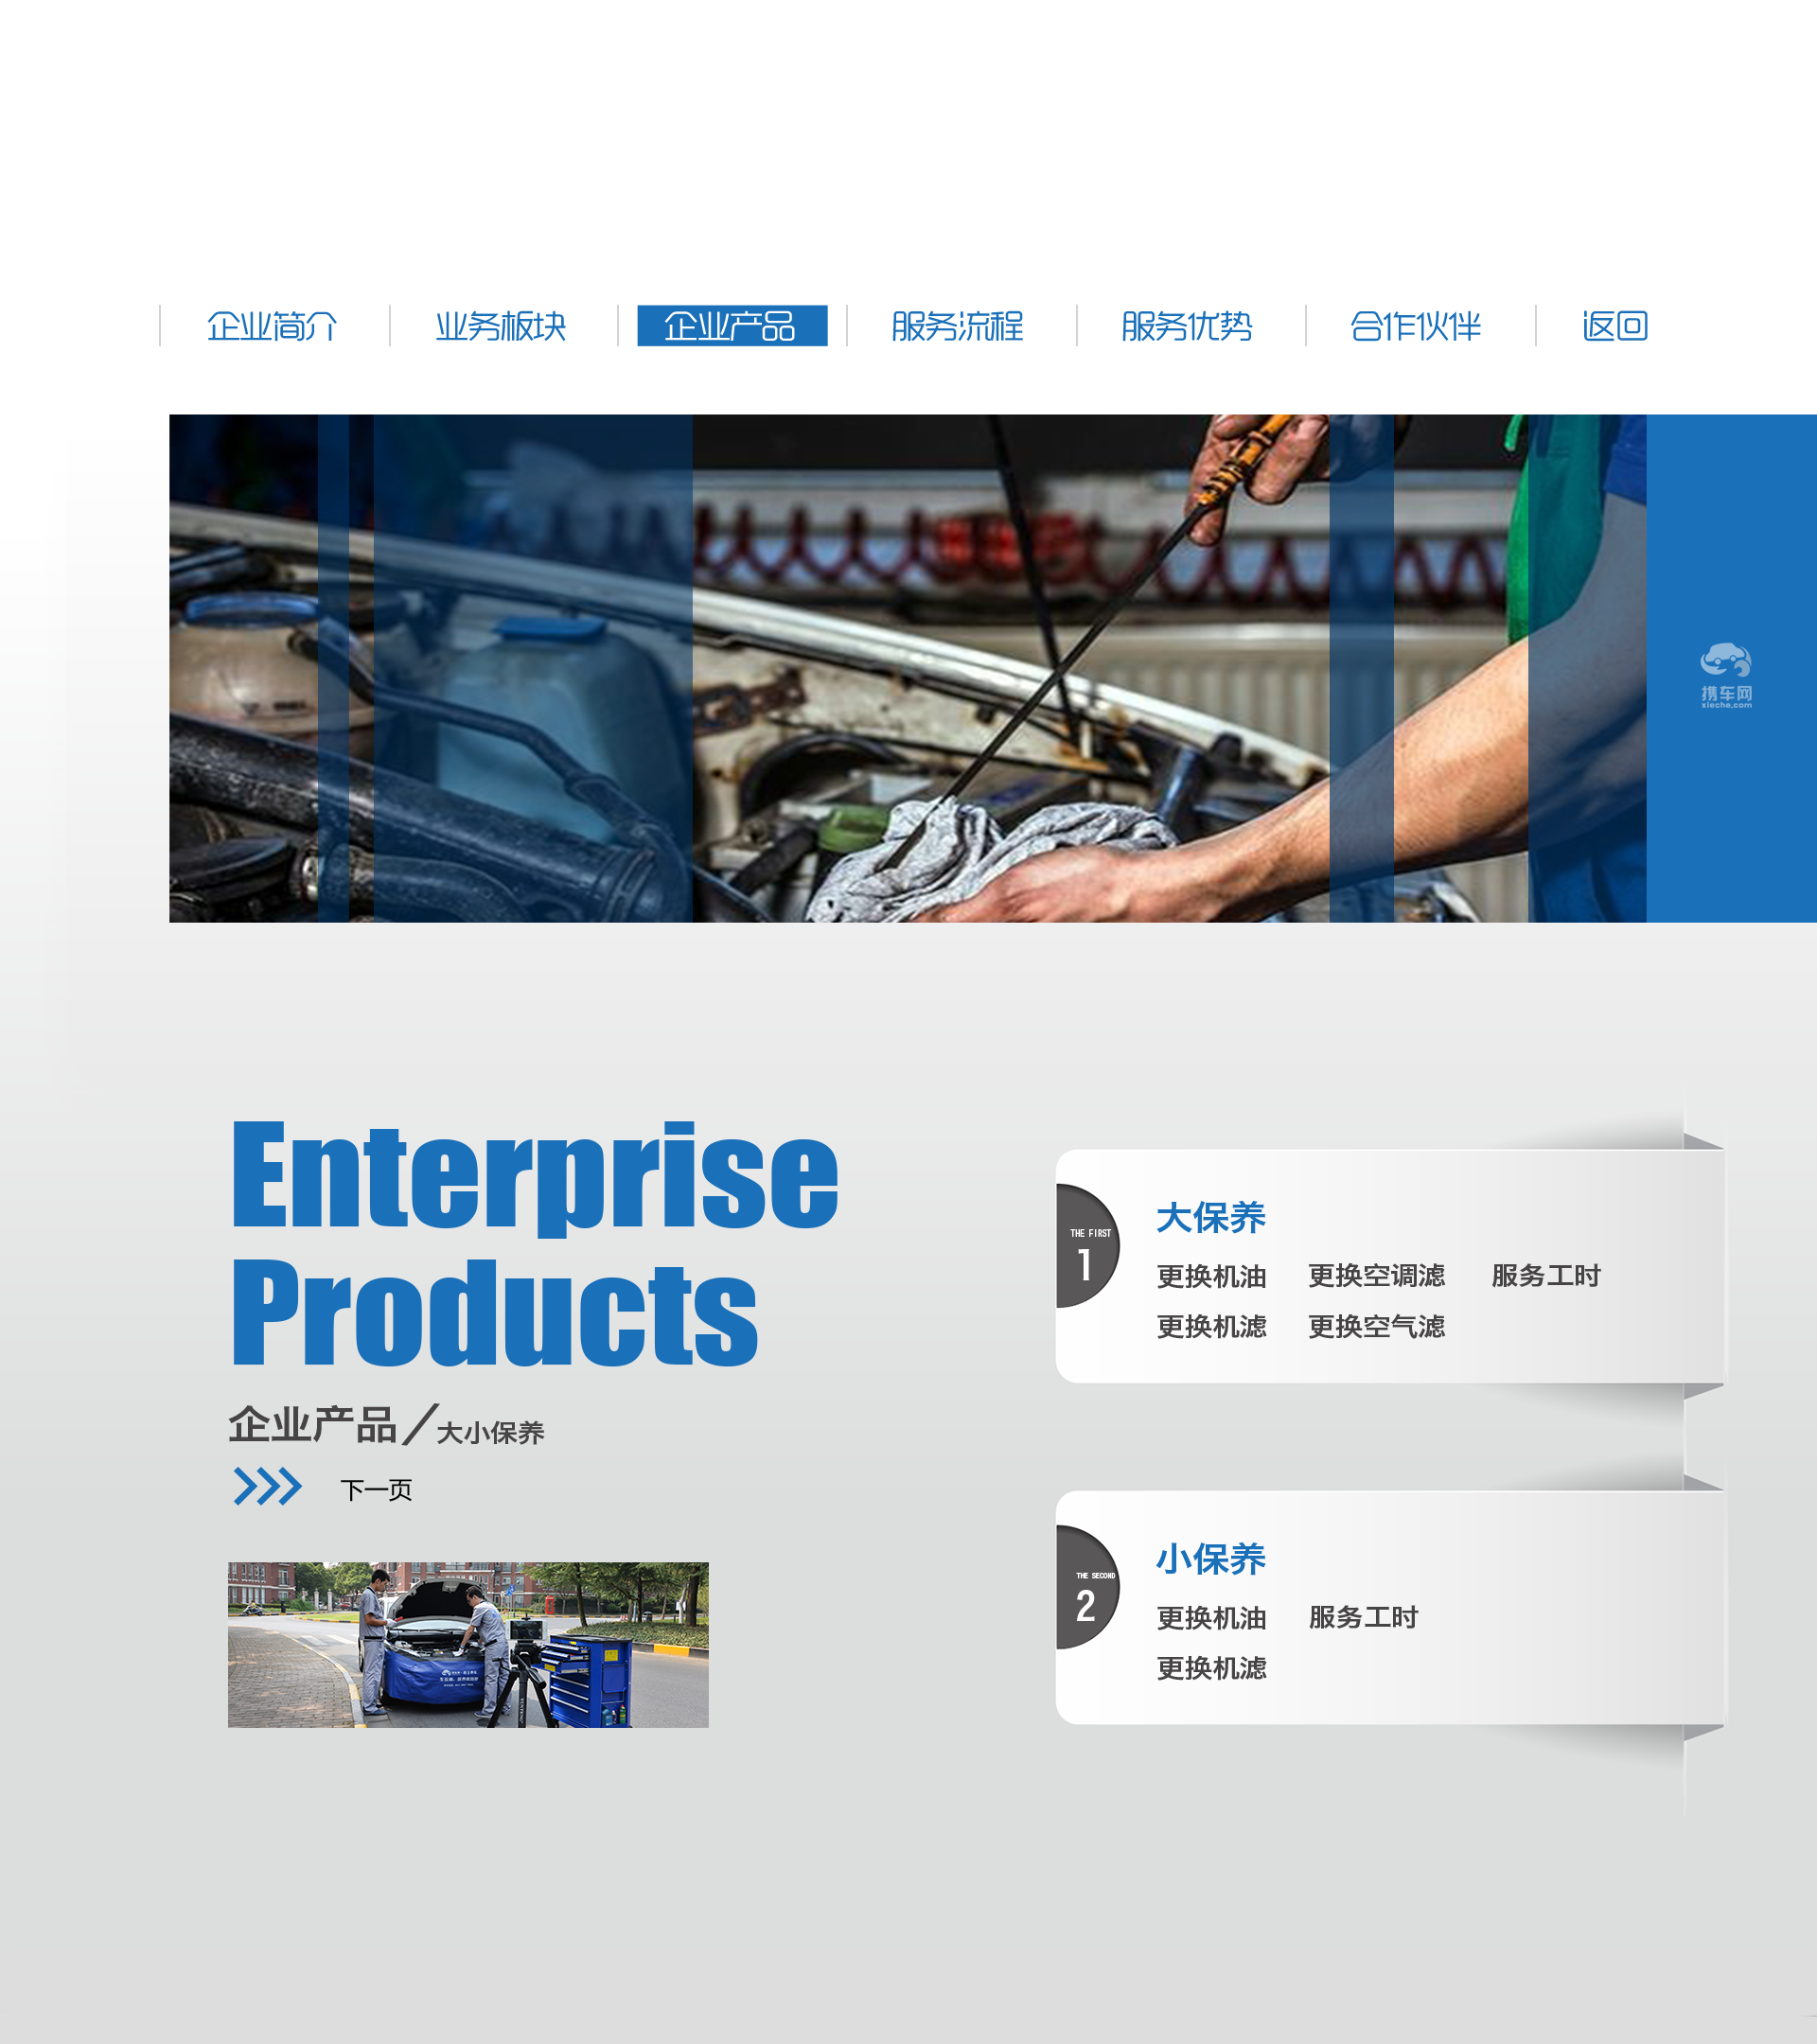 企业简介 业务板块 企业产品 服务流程 服务优势 合作伙伴 返回
携车网
xieche.com
Enterprise
Products
企业产品/大小保养
下一页
THE FIRST
1
大保养
更换机油 更换空调滤 服务工时
更换机滤 更换空气滤
THE SECOND
2
小保养
更换机油 服务工时
更换机滤